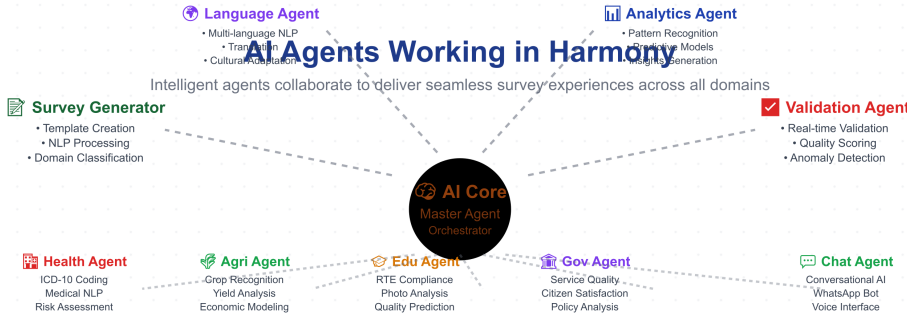 Language Agent
• Multi-language NLP
• Translation
• Cultural Adaptation
Analytics Agent
• Pattern Recognition
• Predictive Models
• Insights Generation
AI Agents Working in Harmony
Intelligent agents collaborate to deliver seamless survey experiences across all domains
Survey Generator
• Template Creation
• NLP Processing
• Domain Classification
Validation Agent
• Real-time Validation
• Quality Scoring
• Anomaly Detection
AI Core
Master Agent
Orchestrator
Health Agent
ICD-10 Coding
Medical NLP
Risk Assessment
Agri Agent
Crop Recognition
Yield Analysis
Economic Modeling
Edu Agent
RTE Compliance
Photo Analysis
Quality Prediction
Gov Agent
Service Quality
Citizen Satisfaction
Policy Analysis
Chat Agent
Conversational AI
WhatsApp Bot
Voice Interface